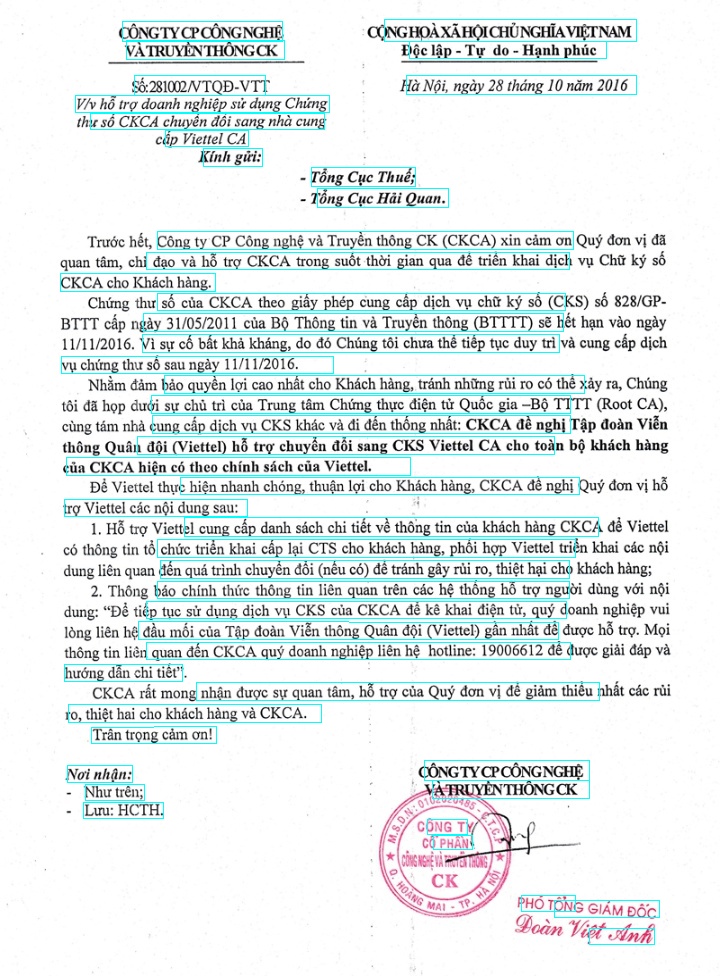 CÔNG TY CP CÔNG NGHỆ
VÀ TRUYỀN THÔNG CK
CỘNG HOÀ XÃ HỘI CHỦ NGHĨA VIỆT NAM
Độc lập - Tự do - Hạnh phúc
Số:281002/VTQĐ-VTT
Hà Nội, ngày 28 tháng 10 năm 2016
V/v hỗ trợ doanh nghiệp sử dụng Chứng
thư số CKCA chuyển đổi sang nhà cung
cấp Viettel CA
Kính gửi:
- Tổng Cục Thuế;
- Tổng Cục Hải Quan.
Trước hết, Công ty CP Công nghệ và Truyền thông CK (CKCA) xin cảm ơn Quý đơn vị đã
quan tâm, chỉ đạo và hỗ trợ CKCA trong suốt thời gian qua để triển khai dịch vụ Chữ ký số
CKCA cho Khách hàng.
Chứng thư số của CKCA theo giấy phép cung cấp dịch vụ chữ ký số (CKS) số 828/GP-
BTTT cấp ngày 31/05/2011 của Bộ Thông tin và Truyền thông (BTTTT) sẽ hết hạn vào ngày
11/11/2016. Vì sự cố bất khả kháng, do đó Chúng tôi chưa thể tiếp tục duy trì và cung cấp dịch
vụ chứng thư số sau ngày 11/11/2016.
Nhằm đảm bảo quyền lợi cao nhất cho Khách hàng, tránh những rủi ro có thể xảy ra, Chúng
tôi đã họp dưới sự chủ trì của Trung tâm Chứng thực điện tử Quốc gia –Bộ TTTT (Root CA),
cùng tám nhà cung cấp dịch vụ CKS khác và đi đến thống nhất: CKCA đề nghị Tập đoàn Viễn
thông Quân đội (Viettel) hỗ trợ chuyển đổi sang CKS Viettel CA cho toàn bộ khách hàng
của CKCA hiện có theo chính sách của Viettel.
Để Viettel thực hiện nhanh chóng, thuận lợi cho Khách hàng, CKCA đề nghị Quý đơn vị hỗ
trợ Viettel các nội dung sau:
1. Hỗ trợ Viettel cung cấp danh sách chi tiết về thông tin của khách hàng CKCA để Viettel
có thông tin tổ chức triển khai cấp lại CTS cho khách hàng, phối hợp Viettel triển khai các nội
dung liên quan đến quá trình chuyển đổi (nếu có) để tránh gây rủi ro, thiệt hại cho khách hàng;
2. Thông báo chính thức thông tin liên quan trên các hệ thống hỗ trợ người dùng với nội
dung: “Để tiếp tục sử dụng dịch vụ CKS của CKCA để kê khai điện tử, quý doanh nghiệp vui
lòng liên hệ đầu mối của Tập đoàn Viễn thông Quân đội (Viettel) gần nhất để được hỗ trợ. Mọi
thông tin liên quan đến CKCA quý doanh nghiệp liên hệ hotline: 19006612 để được giải đáp và
hướng dẫn chi tiết”.
CKCA rất mong nhận được sự quan tâm, hỗ trợ của Quý đơn vị để giảm thiểu nhất các rủi
ro, thiệt hai cho khách hàng và CKCA.
Trân trọng cảm ơn!
Nơi nhận:
- Như trên;
- Lưu: HCTH.
CÔNG TY CP CÔNG NGHỆ
VÀ TRUYỀN THÔNG CK
M.S.D.N: 0102020485 - C.T.C.P
CÔNG TY
CỔ PHẦN
CÔNG NGHỆ VÀ TRUYỀN THÔNG
CK
Q. HOÀNG MAI - TP. HÀ NỘI
PHÓ TỔNG GIÁM ĐỐC
Đoàn Việt Anh